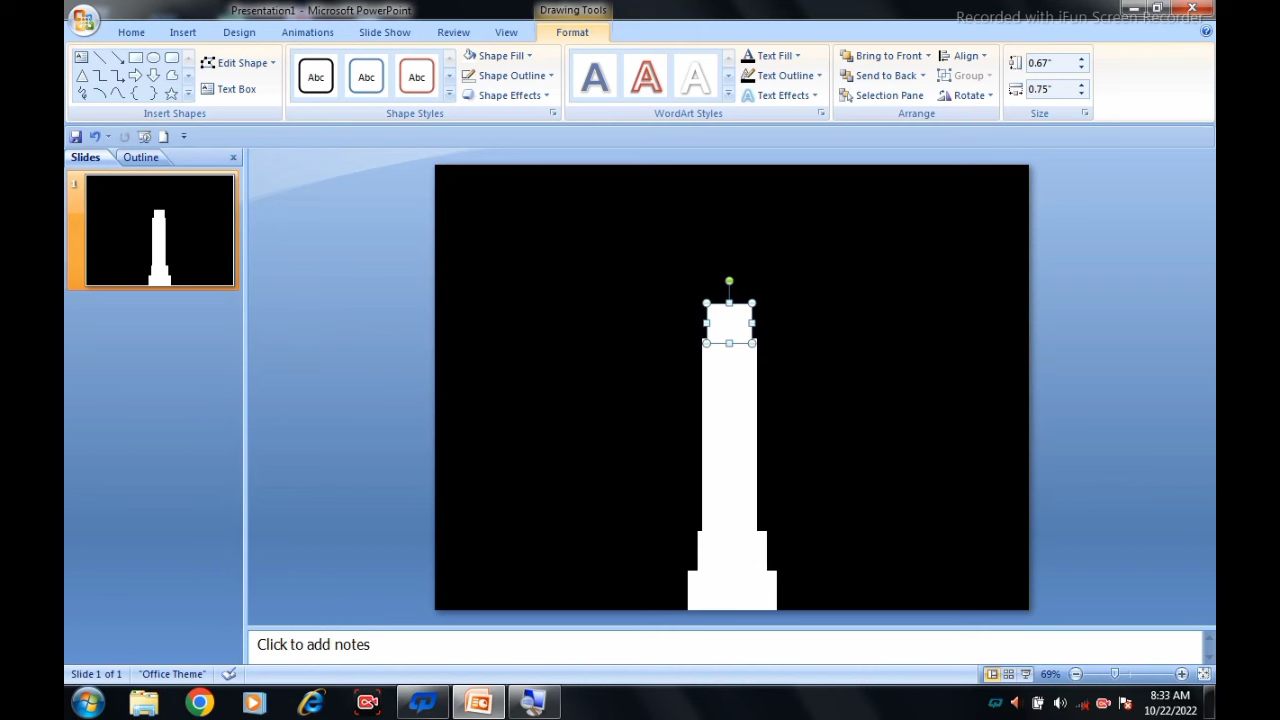 Presentation1 - Microsoft PowerPoint
Drawing Tools
Recorded with iFun Screen Recorder
Home
Insert
Design
Animations
Slide Show
Review
View
Format
Edit Shape
Text Box
Insert Shapes
Abc
Abc
Abc
Shape Fill
Shape Outline
Shape Effects
Shape Styles
A
A
A
Text Fill
Text Outline
Text Effects
WordArt Styles
Bring to Front
Send to Back
Selection Pane
Align
Group
Rotate
Arrange
0.67"
0.75"
Size
Slides
Outline
1
Click to add notes
Slide 1 of 1
"Office Theme"
69%
8:33 AM
10/22/2022